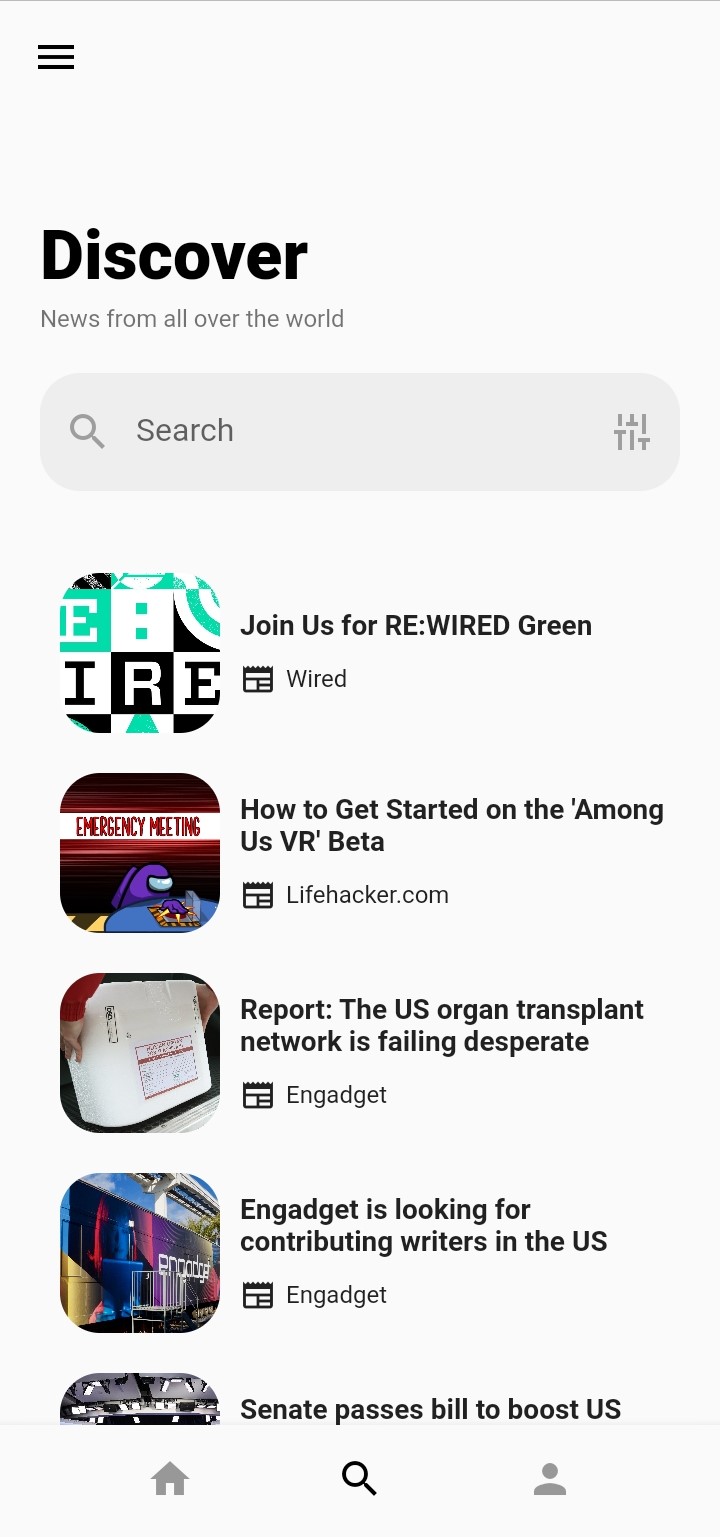 Discover
News from all over the world
Search
E:
IRE
Join Us for RE:WIRED Green
Wired
EMERGENCY MEETING
How to Get Started on the 'Among
Us VR' Beta
Lifehacker.com
Report: The US organ transplant
network is failing desperate
Engadget
engadget
Engadget is looking for
contributing writers in the US
Engadget
Senate passes bill to boost US